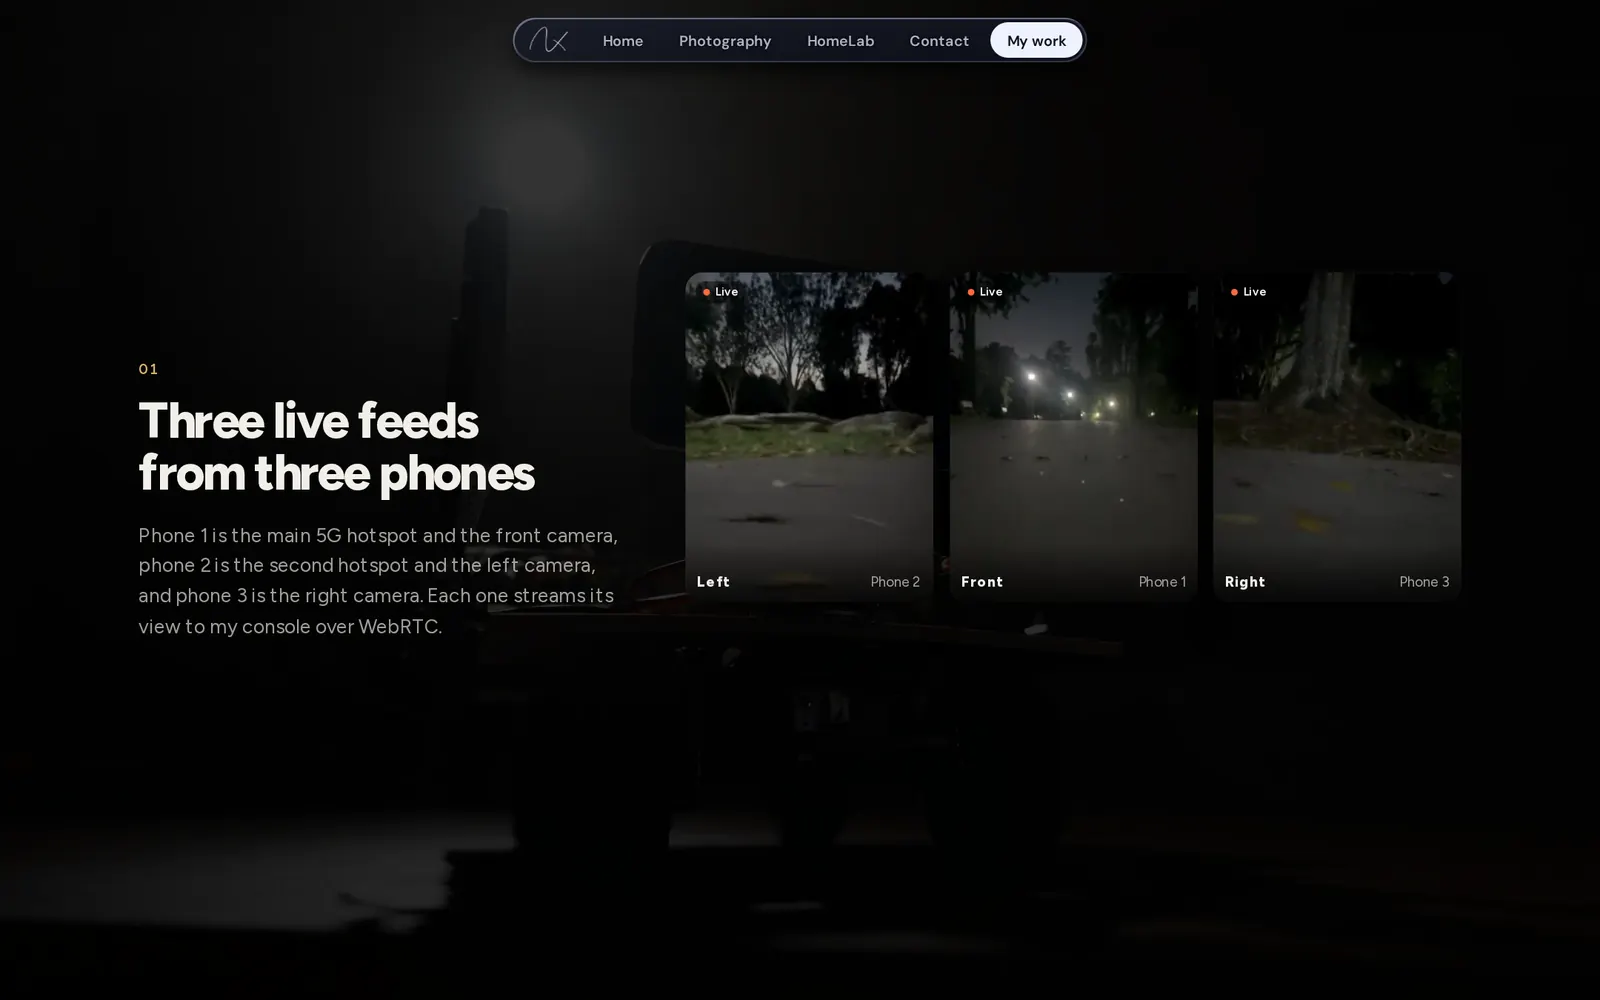 Home Photography HomeLab Contact My work
Live Live Live
01
Three live feeds
from three phones
Phone 1 is the main 5G hotspot and the front camera,
phone 2 is the second hotspot and the left camera,
and phone 3 is the right camera. Each one streams its
view to my console over WebRTC.
Left Phone 2 Front Phone 1 Right Phone 3